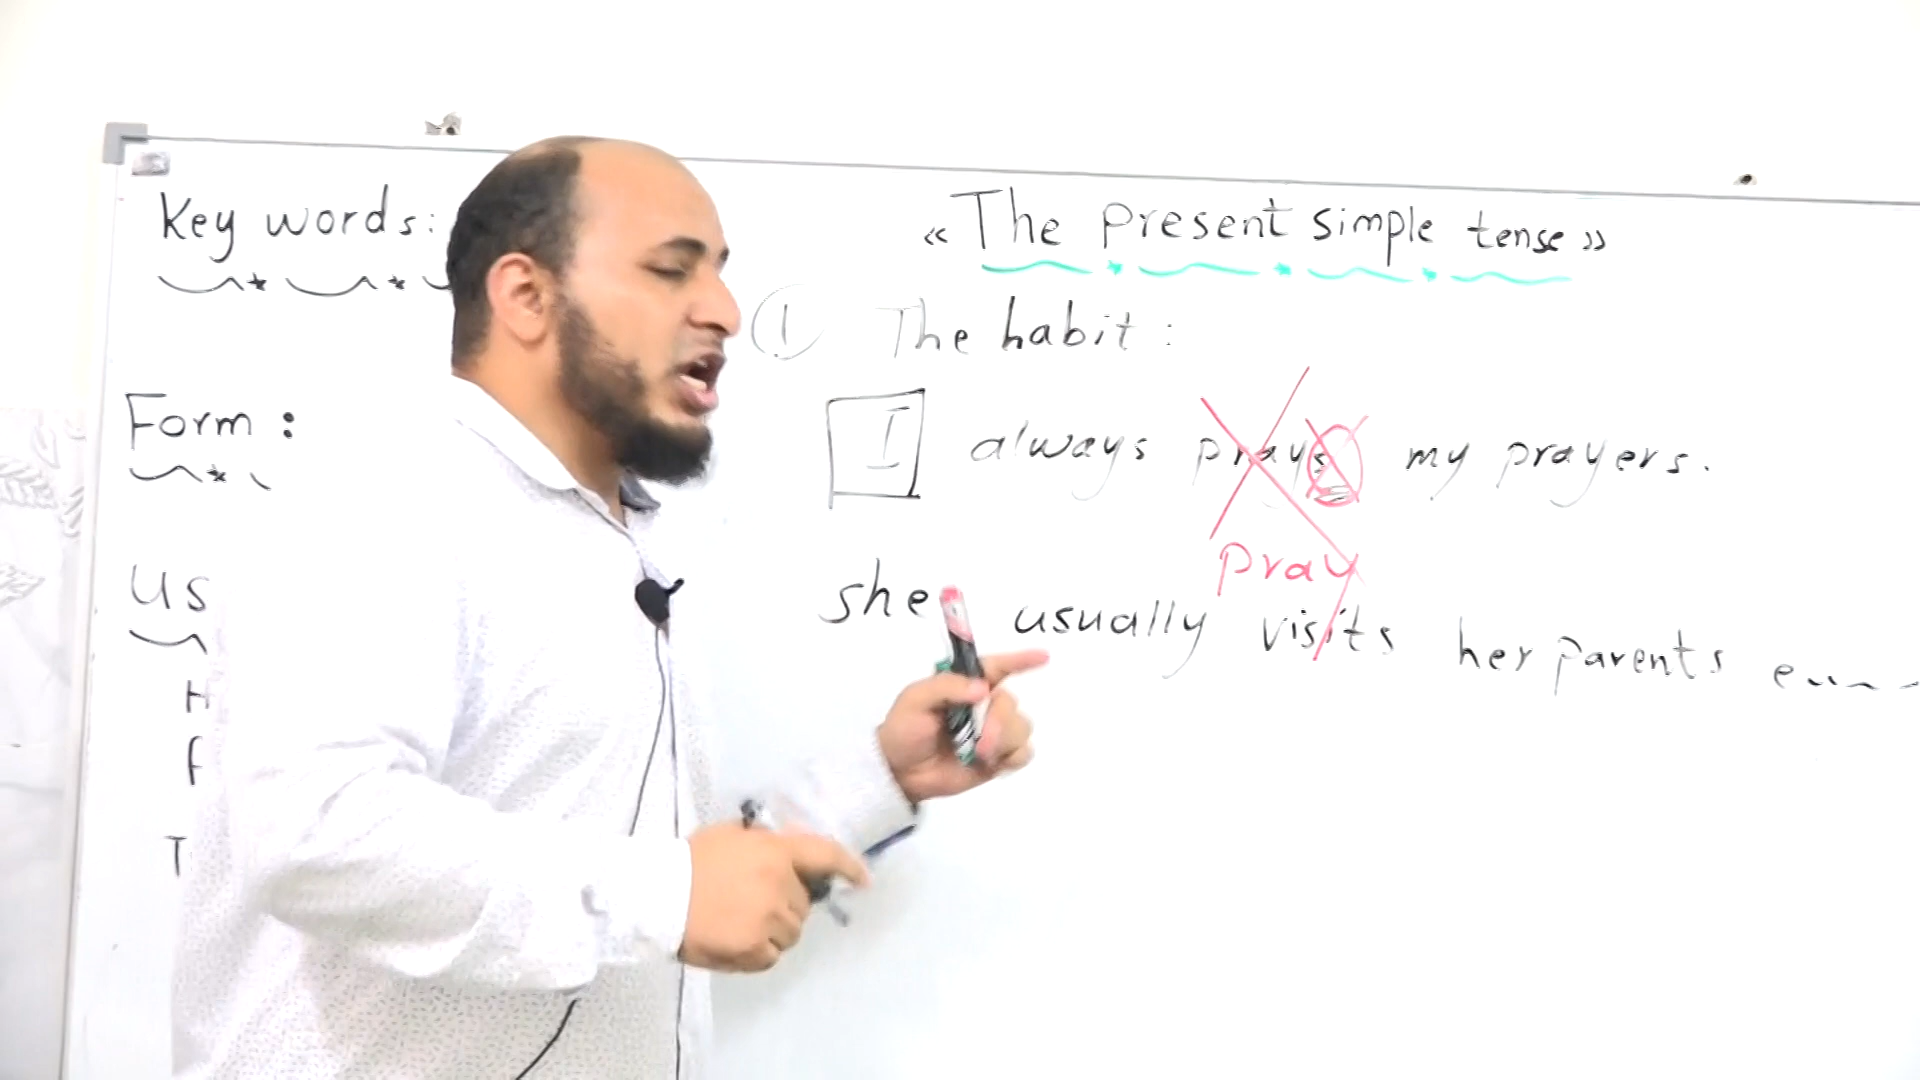 Key words:
« The present simple tense »
1 The habit:
Form:
I always prays my prayers.
pray
US
she usually visits her parents e
H
T